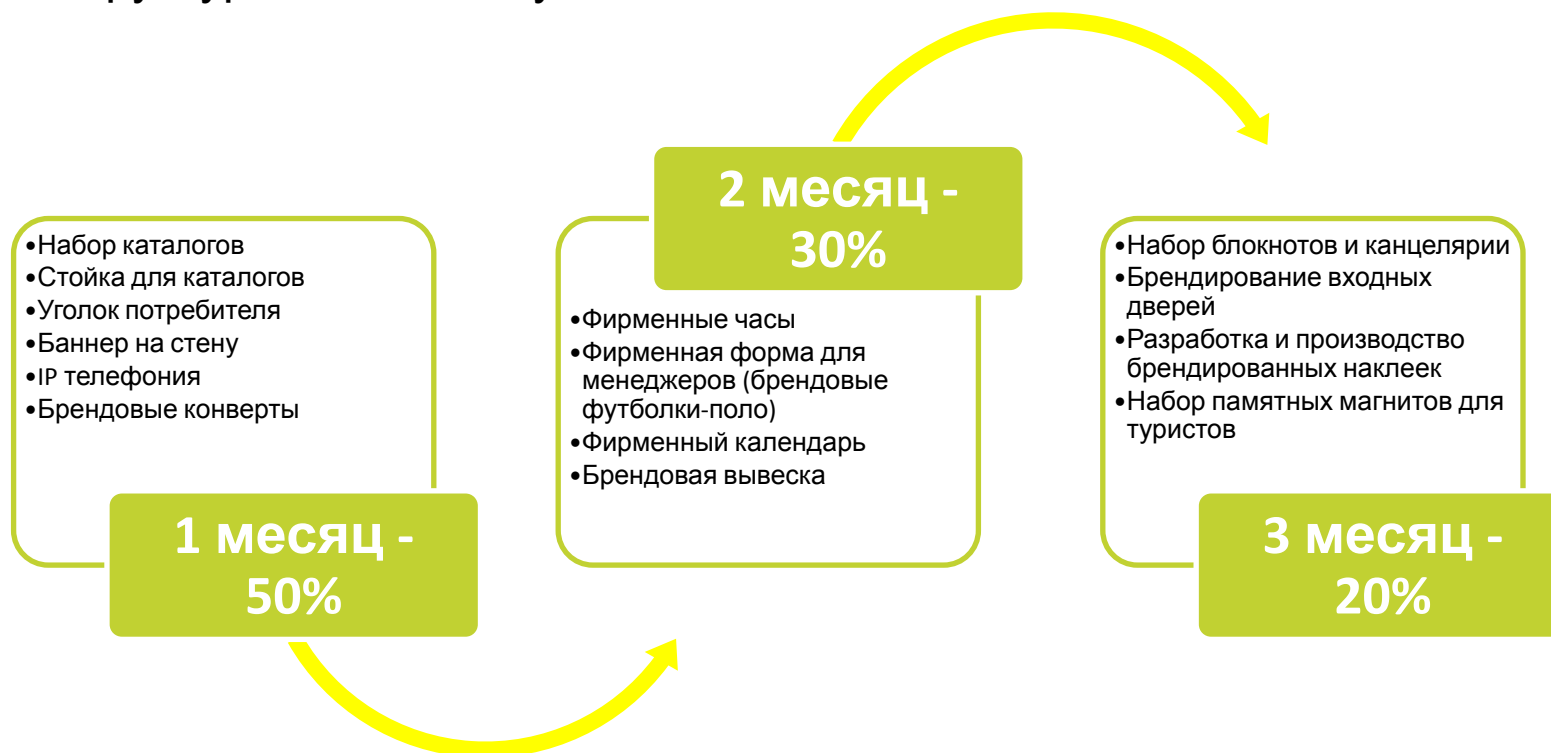 •Набор каталогов
•Стойка для каталогов
•Уголок потребителя
•Баннер на стену
•IP телефония
•Брендовые конверты
1 месяц -
50%
2 месяц -
30%
•Фирменные часы
•Фирменная форма для
менеджеров (брендовые
футболки-поло)
•Фирменный календарь
•Брендовая вывеска
•Набор блокнотов и канцелярии
•Брендирование входных
дверей
•Разработка и производство
брендированных наклеек
•Набор памятных магнитов для
туристов
3 месяц -
20%